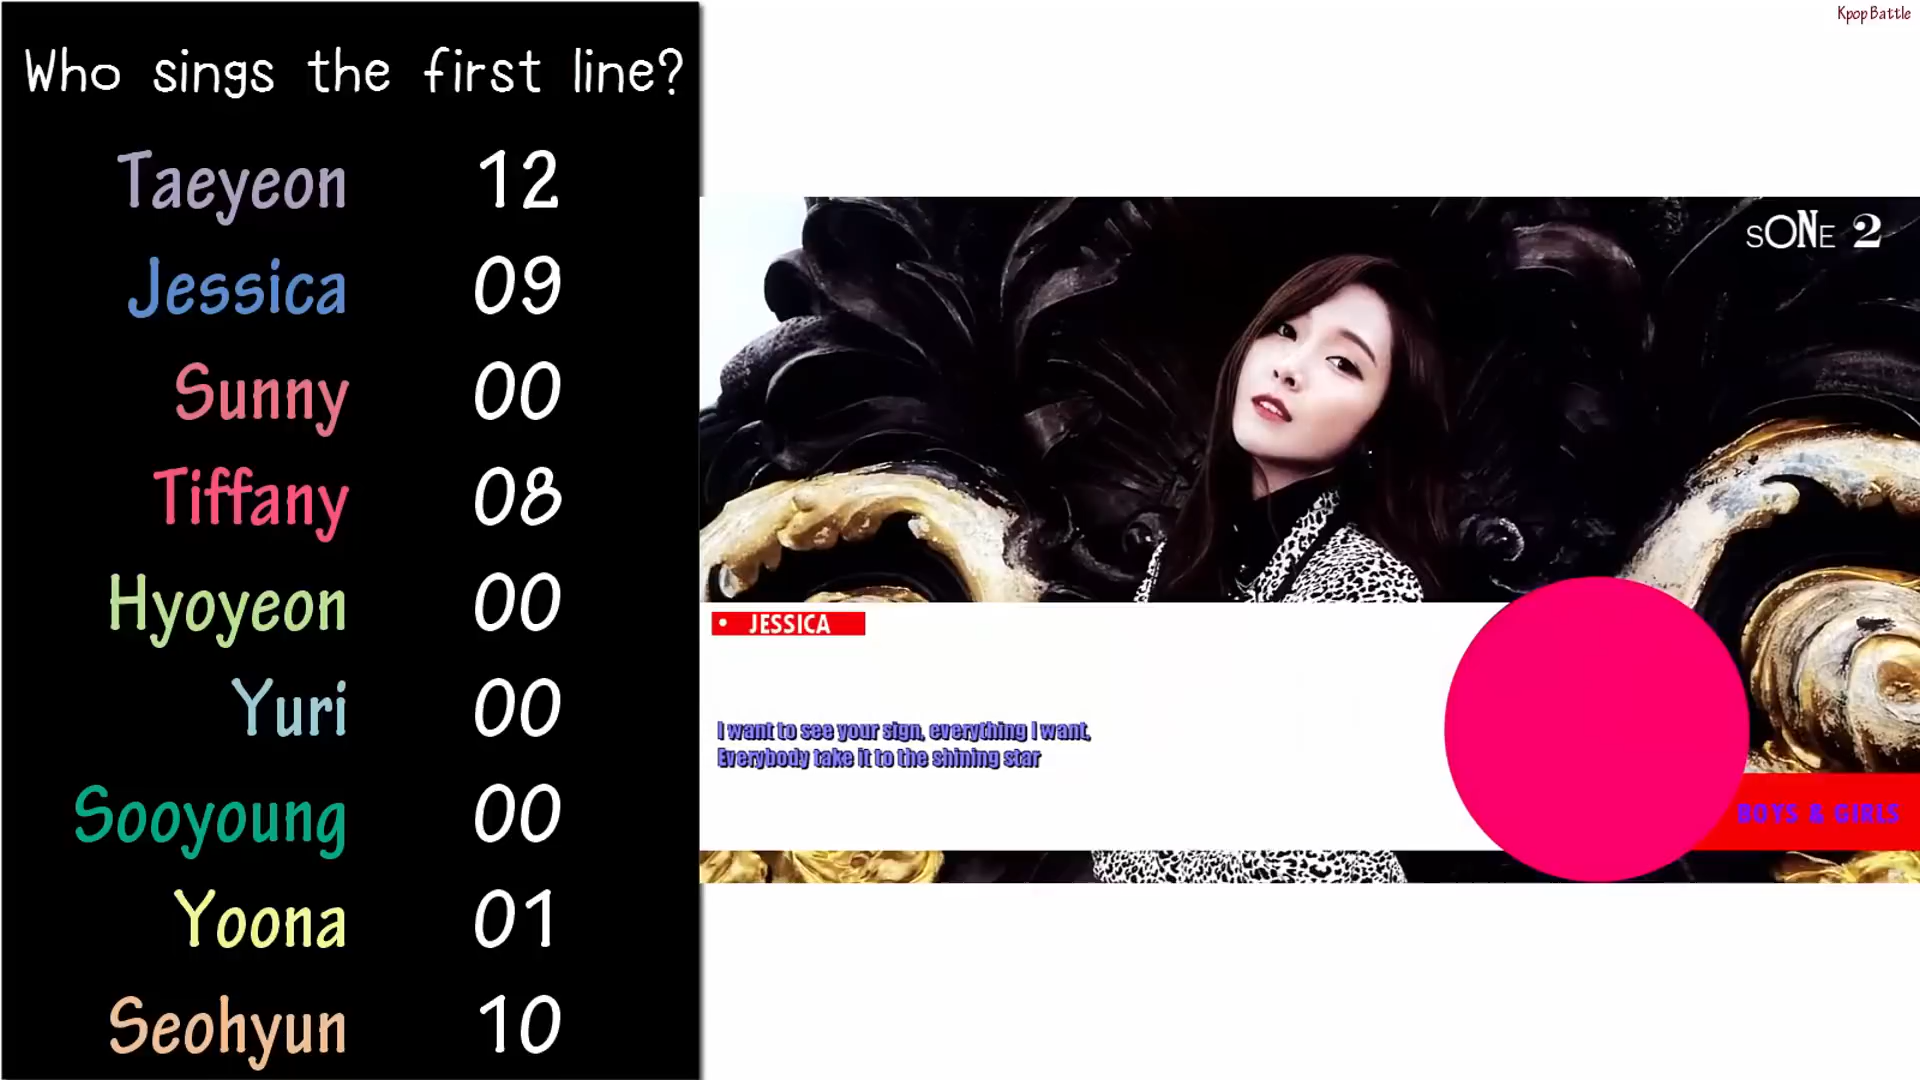 Who sings the first line?
Taeyeon 12
Jessica 09
Sunny 00
Tiffany 08
Hyoyeon 00
Yuri 00
Sooyoung 00
Yoona 01
Seohyun 10
Kpop Battle
SONE 2
• JESSICA
I want to see your sign, everything I want,
Everybody take it to the shining star
BOYS & GIRLS